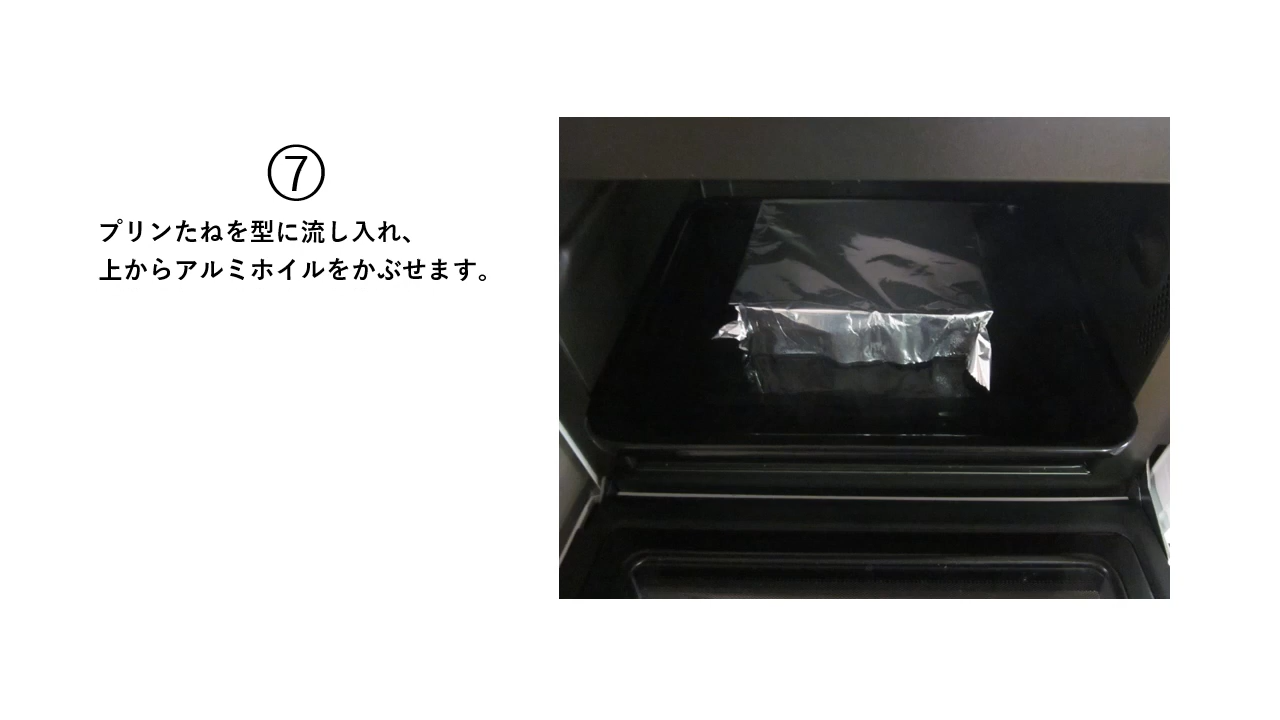 ⑦
プリンたねを型に流し入れ、
上からアルミホイルをかぶせます。